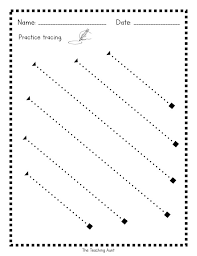 Name: Date:
Practice tracing:
The Teaching Aunt